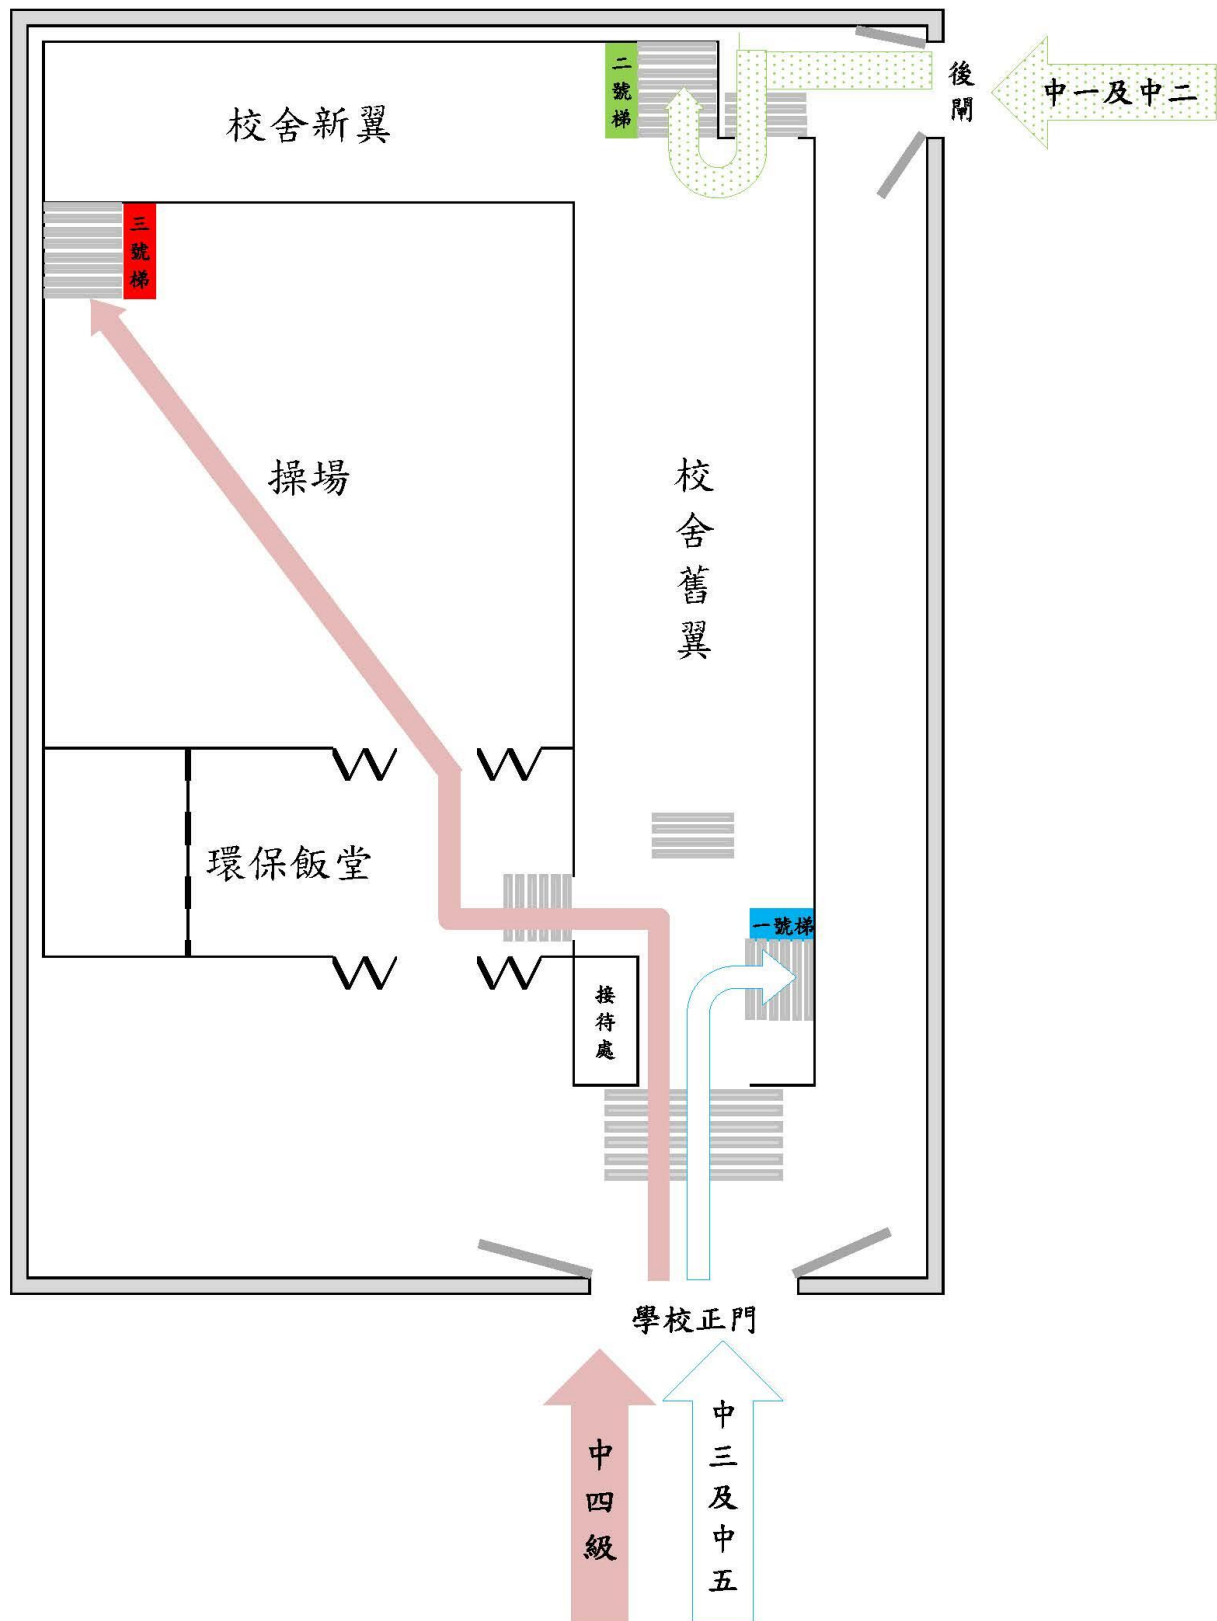 二號梯
後閘
中一及中二
校舍新翼
三號梯
操場
校舍舊翼
環保飯堂
一號梯
接待處
學校正門
中四級
中三及中五